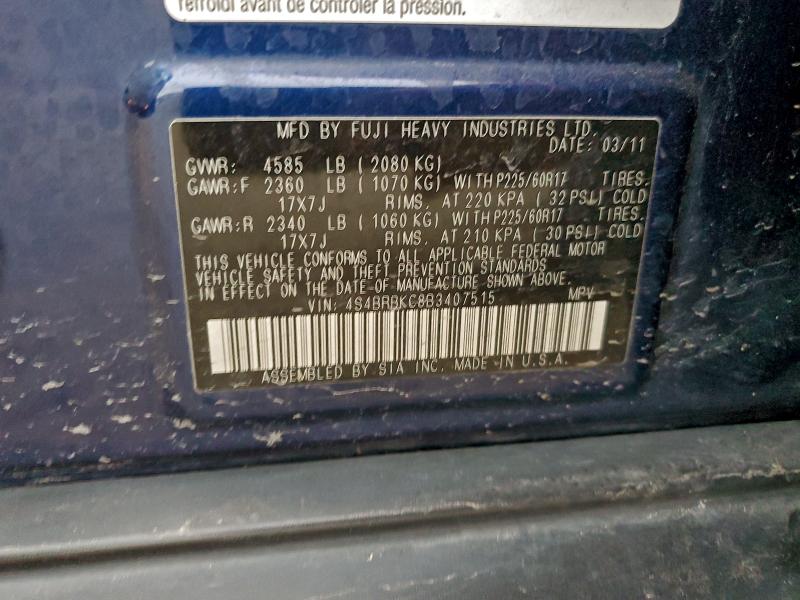 refroidi avant de contrôler la pression.
MFD BY FUJI HEAVY INDUSTRIES LTD.
DATE: 03/11
GVWR: 4585 LB (2080 KG)
GAWR:F 2360 LB (1070 KG) WITH P225/60R17 TIRES.
17X7J RIMS. AT 220 KPA (32 PSI) COLD
GAWR:R 2340 LB (1060 KG) WITH P225/60R17 TIRES.
17X7J RIMS. AT 210 KPA (30 PSI) COLD
THIS VEHICLE CONFORMS TO ALL APPLICABLE FEDERAL MOTOR
VEHICLE SAFETY AND THEFT PREVENTION STANDARDS
IN EFFECT ON THE DATE OF MANUFACTURE SHOWN ABOVE.
VIN: 4S4BRBKC8B3407515 MPV
ASSEMBLED BY SIA INC. MADE IN U.S.A.